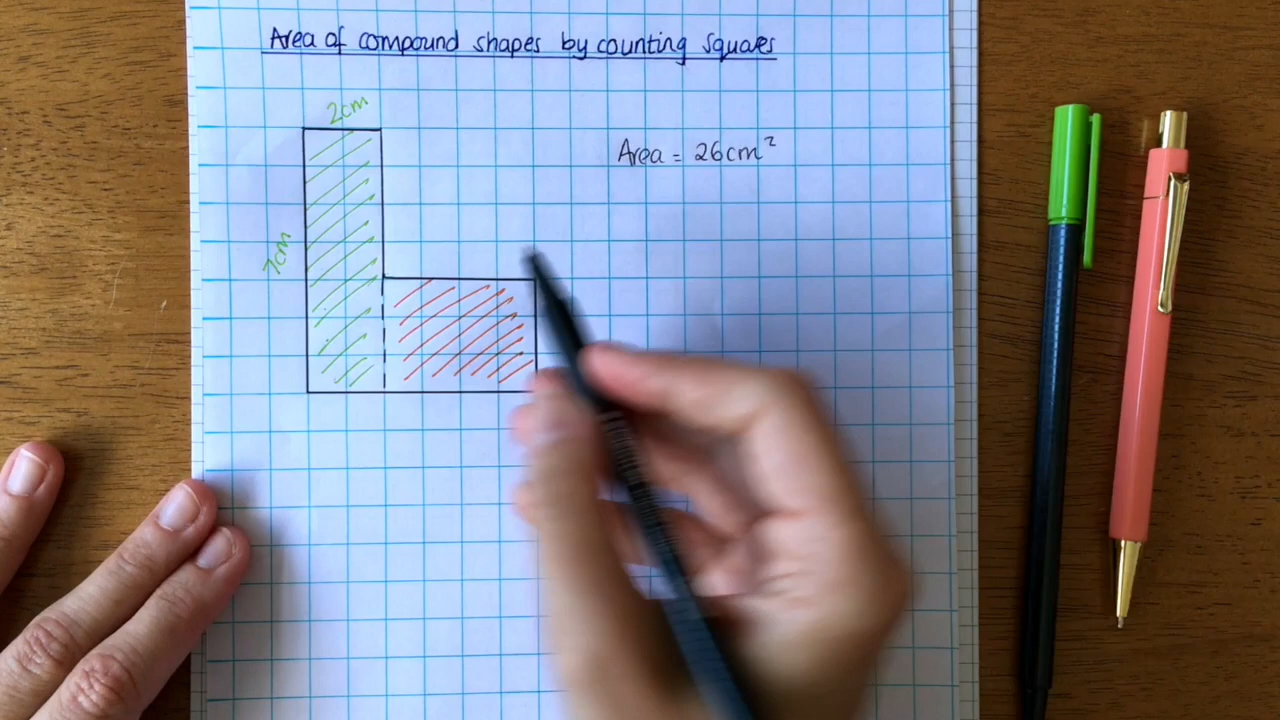 Area of compound shapes by counting squares
2cm
Area = 26cm²
7cm